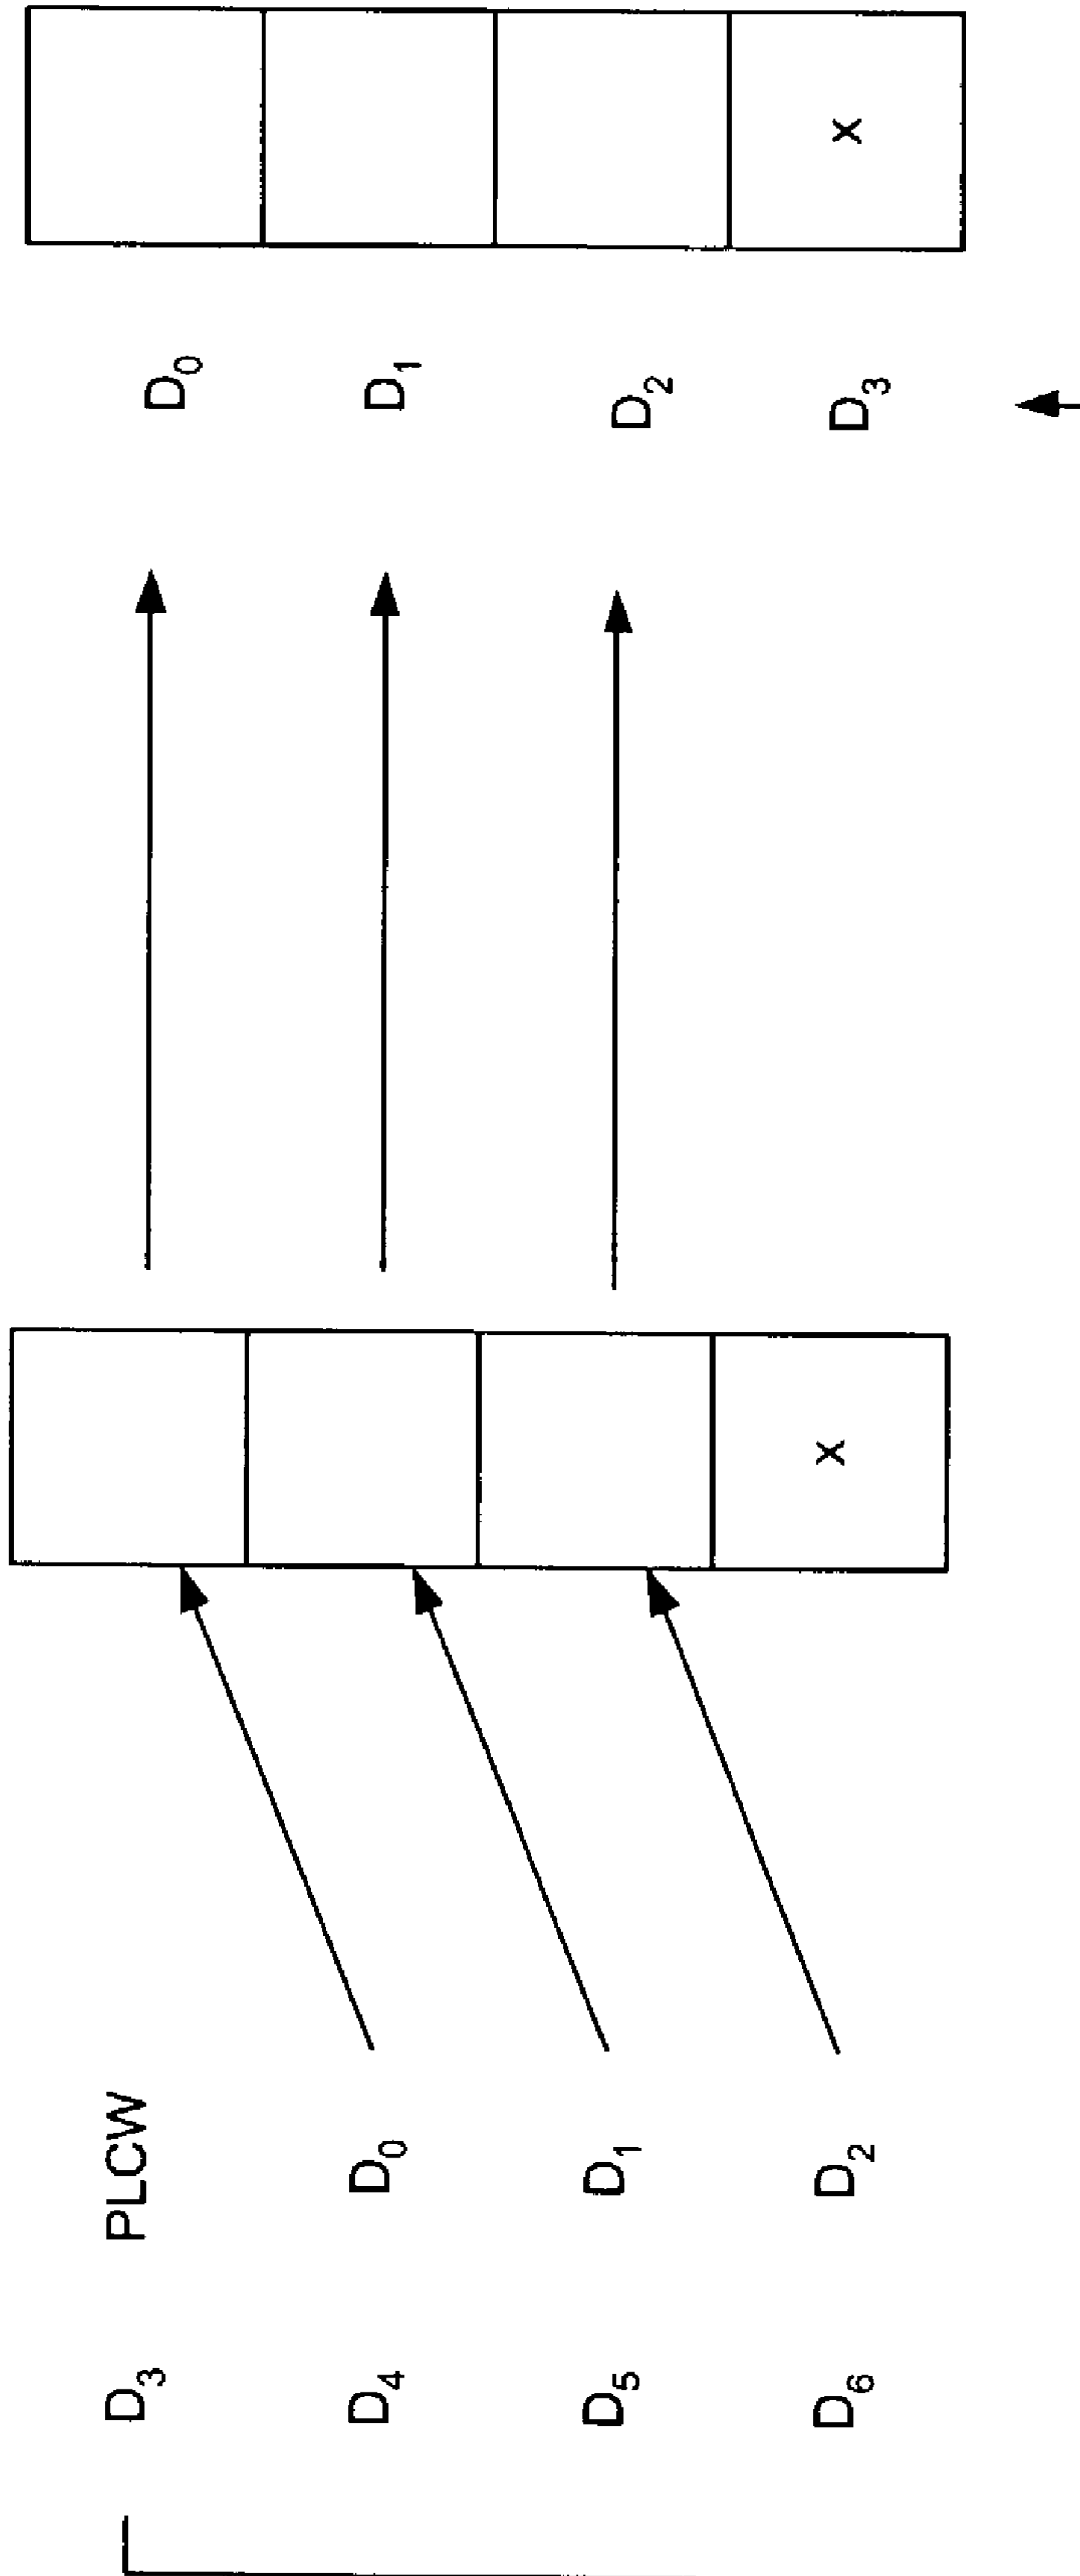 D₃ PLCW D₀
D₄ D₀ D₁
D₅ D₁ D₂
D₆ D₂ x D₃ x